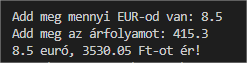 Add meg mennyi EUR-od van: 8.5
Add meg az árfolyamot: 415.3
8.5 euró, 3530.05 Ft-ot ér!